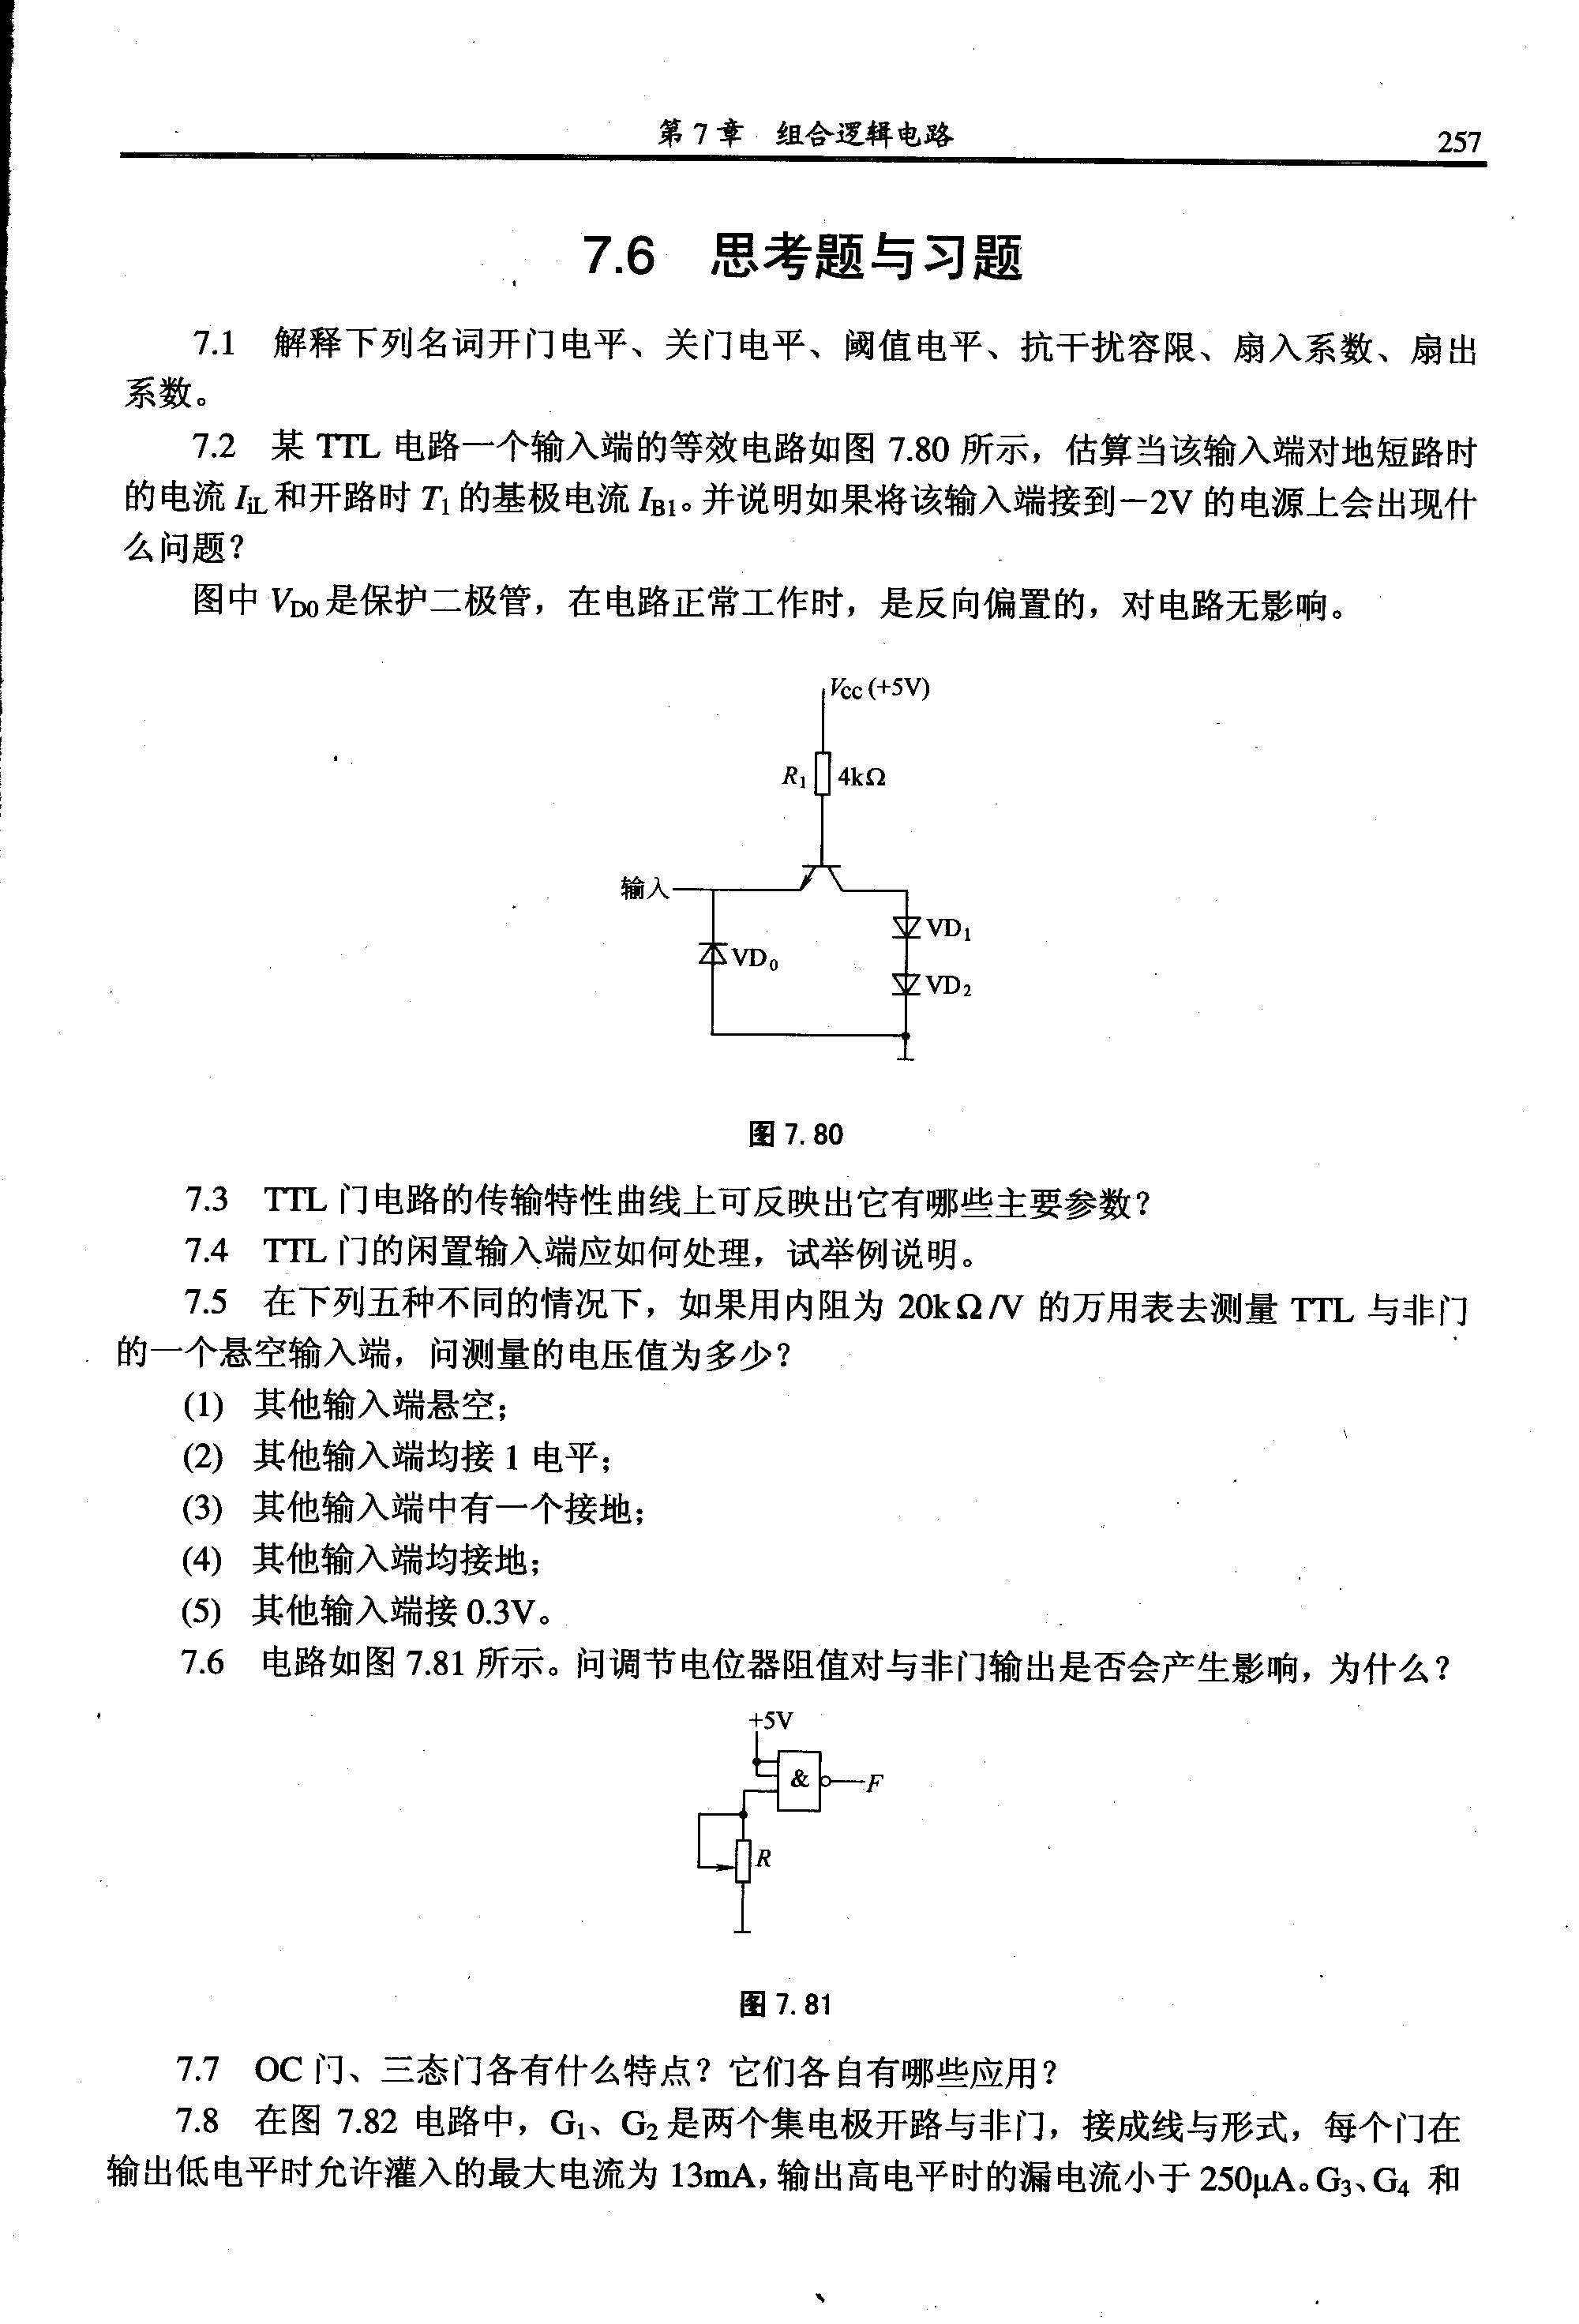 第7章 组合逻辑电路 257
7.6 思考题与习题
7.1 解释下列名词开门电平、关门电平、阈值电平、抗干扰容限、扇入系数、扇出
系数。
7.2 某 TTL 电路一个输入端的等效电路如图 7.80 所示，估算当该输入端对地短路时
的电流 IiL 和开路时 T1 的基极电流 IB1。并说明如果将该输入端接到－2V 的电源上会出现什
么问题？
图中 VD0 是保护二极管，在电路正常工作时，是反向偏置的，对电路无影响。
Vcc (+5V)
R1 4kΩ
输入
VD1
VD0
VD2
图 7.80
7.3 TTL 门电路的传输特性曲线上可反映出它有哪些主要参数？
7.4 TTL 门的闲置输入端应如何处理，试举例说明。
7.5 在下列五种不同的情况下，如果用内阻为 20kΩ/V 的万用表去测量 TTL 与非门
的一个悬空输入端，问测量的电压值为多少？
(1) 其他输入端悬空；
(2) 其他输入端均接 1 电平；
(3) 其他输入端中有一个接地；
(4) 其他输入端均接地；
(5) 其他输入端接 0.3V。
7.6 电路如图 7.81 所示。问调节电位器阻值对与非门输出是否会产生影响，为什么？
+5V
& F
R
图 7.81
7.7 OC 门、三态门各有什么特点？它们各自有哪些应用？
7.8 在图 7.82 电路中，G1、G2 是两个集电极开路与非门，接成线与形式，每个门在
输出低电平时允许灌入的最大电流为 13mA，输出高电平时的漏电流小于 250μA。G3、G4 和